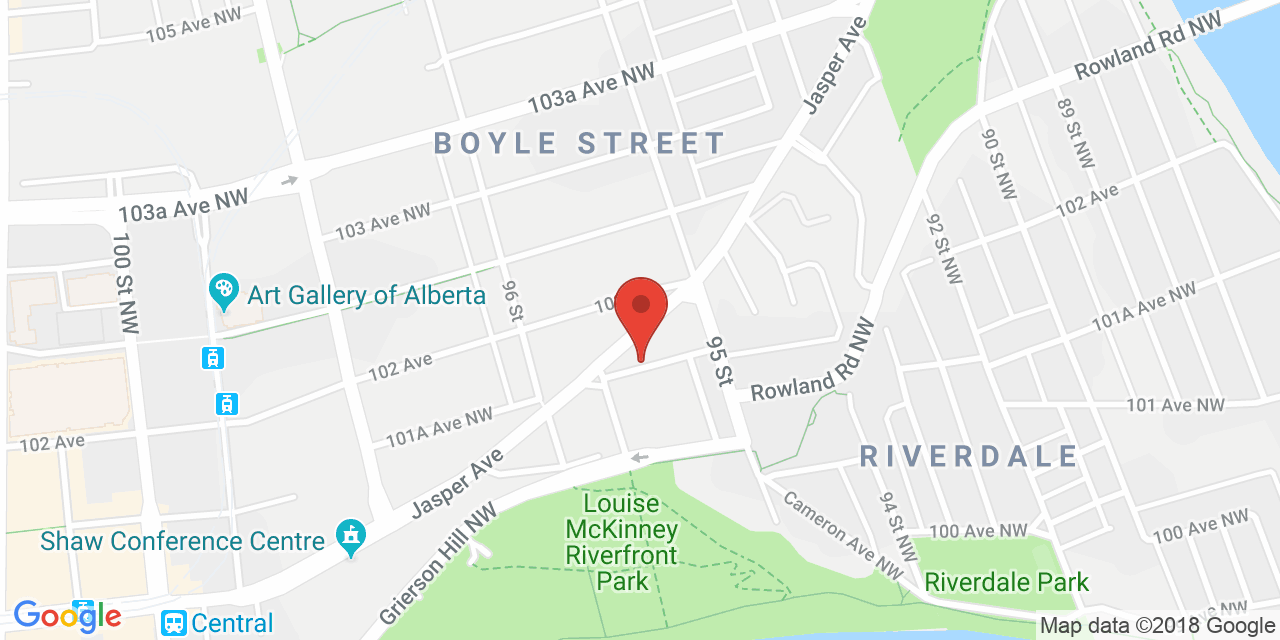 105 Ave NW
Rowland Rd NW
Jasper Ave
103a Ave NW
89 St NW
BOYLE STREET
90 St NW
103a Ave NW
102 Ave
103 Ave NW
92 St NW
100 St NW
Art Gallery of Alberta
96 St
101A Ave NW
95 St
102 Ave
Rowland Rd NW
101 Ave NW
101A Ave NW
102 Ave
RIVERDALE
Jasper Ave
Louise
McKinney
Riverfront
Park
94 St NW
Cameron Ave NW
100 Ave NW
100 Ave NW
Shaw Conference Centre
Grierson Hill NW
Riverdale Park
Google
Central
Ave NW
Map data ©2018 Google